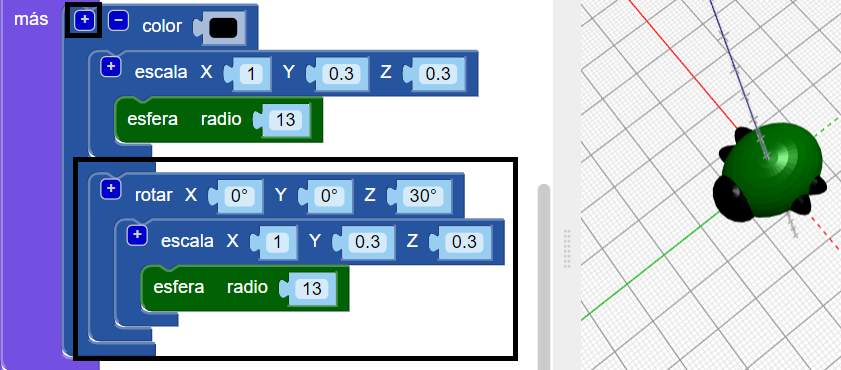 más
+ − color
+ escala X 1 Y 0.3 Z 0.3
esfera radio 13
+ rotar X 0° Y 0° Z 30°
+ escala X 1 Y 0.3 Z 0.3
esfera radio 13